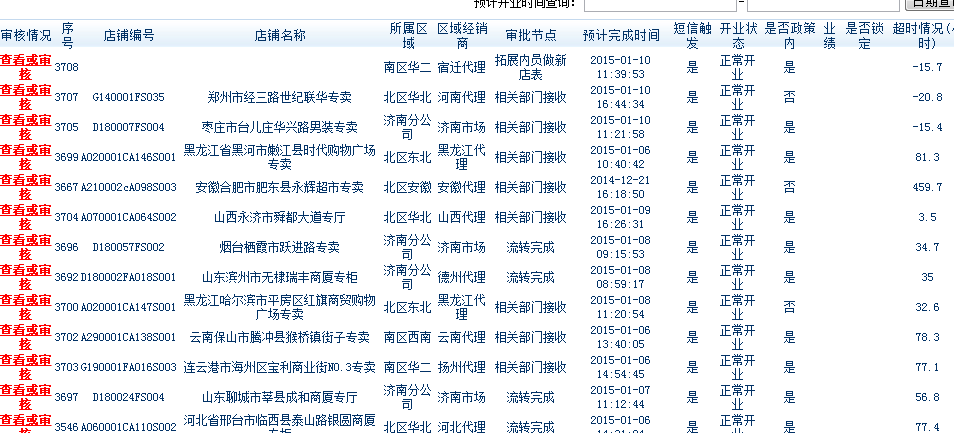 预计开业时间查询: -
审核情况 序号 店铺编号 店铺名称 所属区域 区域经销商 审批节点 预计完成时间 短信触发 开业状态 是否政策内 业绩 是否锁定 超时情况(小时)
查看或审核 3708 南区华二 宿迁代理 拓展内员做新店表 2015-01-10 11:39:53 是 正常开业 是 -15.7
查看或审核 3707 G140001FS035 郑州市经三路世纪联华专卖 北区华北 河南代理 相关部门接收 2015-01-10 16:44:34 是 正常开业 否 -20.8
查看或审核 3705 D180007FS004 枣庄市台儿庄华兴路男装专卖 济南分公司 济南市场 相关部门接收 2015-01-10 11:21:58 是 正常开业 是 -15.4
查看或审核 3699 A020001CA146S001 黑龙江省黑河市嫩江县时代购物广场专卖 北区东北 黑龙江代理 相关部门接收 2015-01-06 10:40:42 是 正常开业 是 81.3
查看或审核 3667 A210002cA098S003 安徽合肥市肥东县永辉超市专卖 北区安徽 安徽代理 相关部门接收 2014-12-21 16:18:50 是 正常开业 否 459.7
查看或审核 3704 A070001CA064S002 山西永济市舜都大道专厅 北区华北 山西代理 相关部门接收 2015-01-09 16:26:31 是 正常开业 是 3.5
查看或审核 3696 D180057FS002 烟台栖霞市跃进路专卖 济南分公司 济南市场 流转完成 2015-01-08 09:15:53 是 正常开业 是 34.7
查看或审核 3692 D180002FA018S001 山东滨州市无棣瑞丰商厦专柜 济南分公司 德州代理 流转完成 2015-01-08 08:59:17 是 正常开业 是 35
查看或审核 3700 A020001CA147S001 黑龙江哈尔滨市平房区红旗商贸购物广场专卖 北区东北 黑龙江代理 相关部门接收 2015-01-08 11:20:54 是 正常开业 否 32.6
查看或审核 3702 A290001CA138S001 云南保山市腾冲县猴桥镇街子专卖 南区西南 云南代理 相关部门接收 2015-01-06 13:40:05 是 正常开业 是 78.3
查看或审核 3703 G190001FA016S003 连云港市海州区宝利商业街NO.3专卖 南区华二 扬州代理 相关部门接收 2015-01-06 14:54:45 是 正常开业 是 77.1
查看或审核 3697 D180024FS004 山东聊城市莘县成和商厦专厅 济南分公司 济南市场 流转完成 2015-01-07 11:12:44 是 正常开业 是 56.8
查看或审核 3546 A060001CA110S002 河北省邢台市临西县泰山路银圆商厦 北区华北 河北代理 流转完成 2015-01-06 是 正常开业 是 77.4